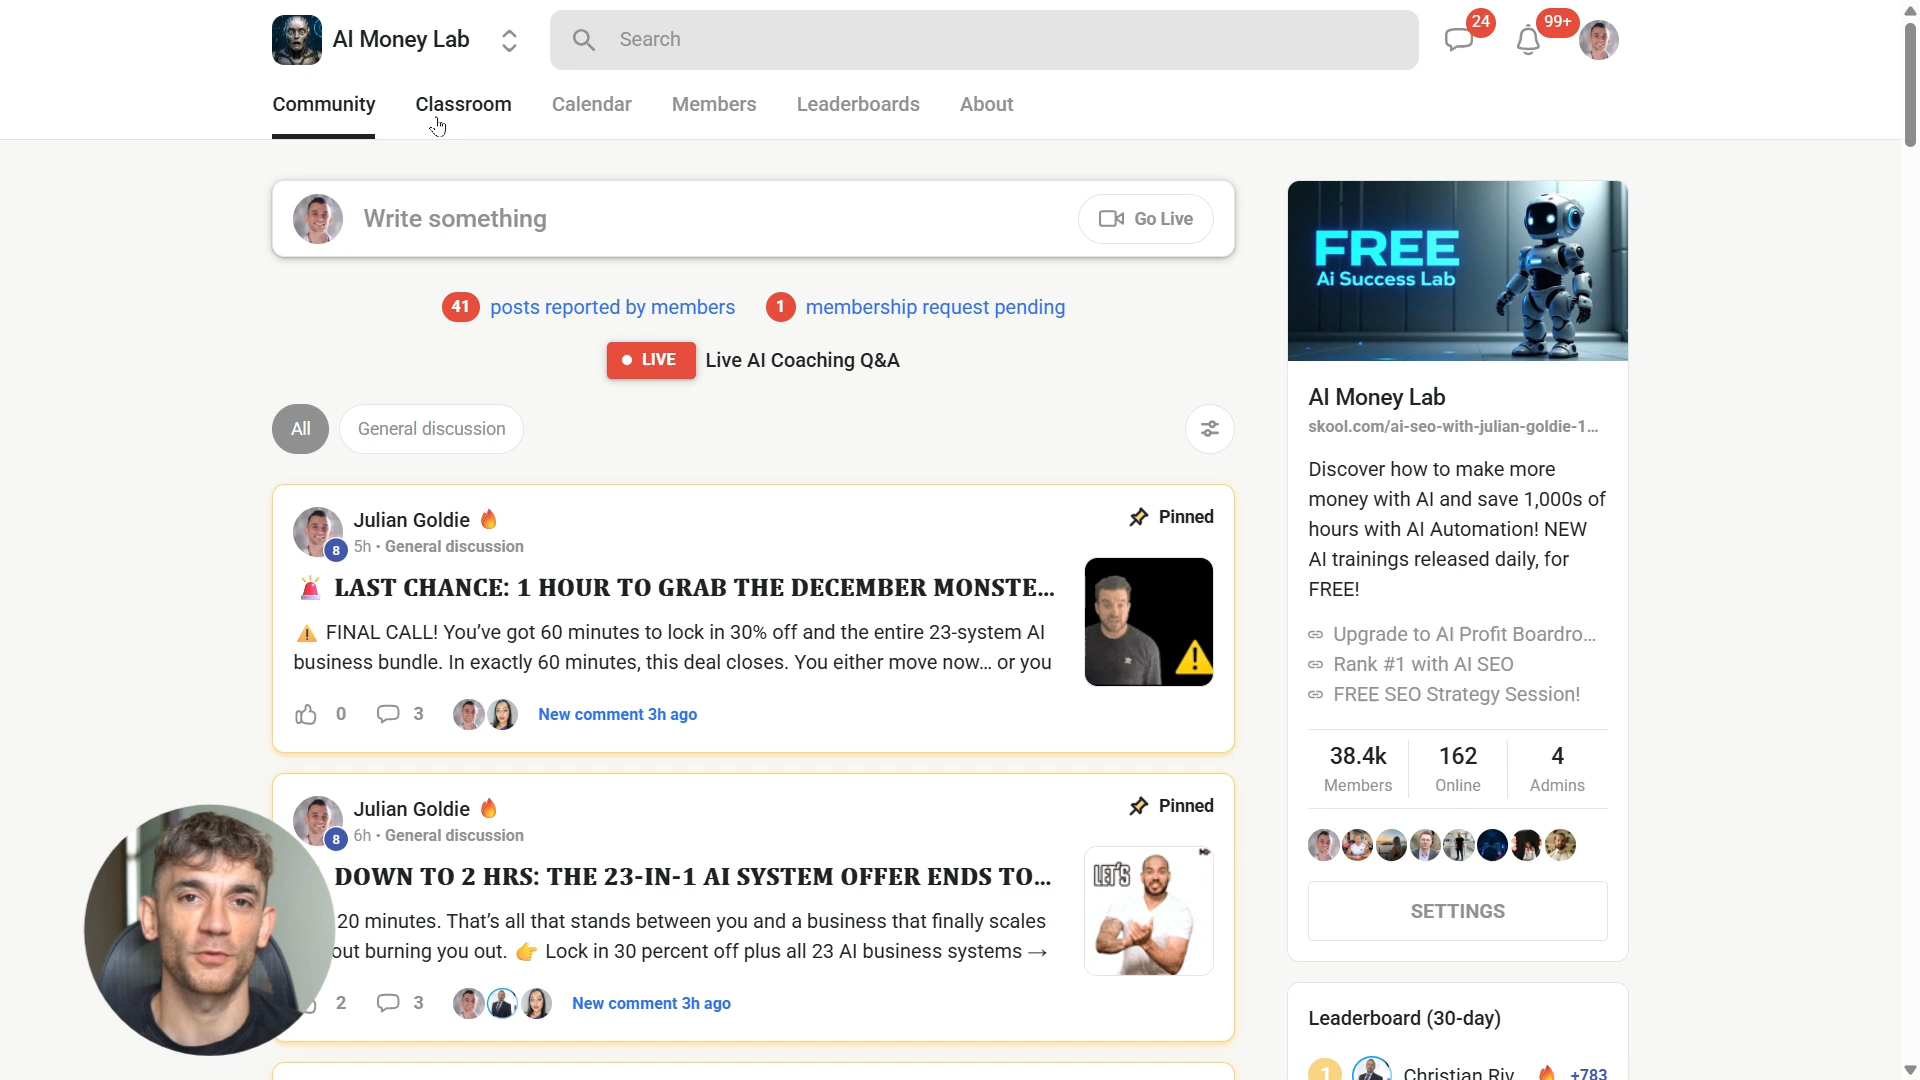 AI Money Lab
Search
24
99+
Community
Classroom
Calendar
Members
Leaderboards
About
Write something
Go Live
41 posts reported by members
1 membership request pending
LIVE Live AI Coaching Q&A
All
General discussion
Julian Goldie 🔥
8
5h • General discussion
Pinned
🚨 LAST CHANCE: 1 HOUR TO GRAB THE DECEMBER MONSTE...
⚠️ FINAL CALL! You’ve got 60 minutes to lock in 30% off and the entire 23-system AI
business bundle. In exactly 60 minutes, this deal closes. You either move now… or you
0
3
New comment 3h ago
Julian Goldie 🔥
8
6h • General discussion
Pinned
DOWN TO 2 HRS: THE 23-IN-1 AI SYSTEM OFFER ENDS TO...
20 minutes. That’s all that stands between you and a business that finally scales
out burning you out. 👉 Lock in 30 percent off plus all 23 AI business systems →
LET'S
2
3
New comment 3h ago
FREE
Ai Success Lab
AI Money Lab
skool.com/ai-seo-with-julian-goldie-1...
Discover how to make more
money with AI and save 1,000s of
hours with AI Automation! NEW
AI trainings released daily, for
FREE!
Upgrade to AI Profit Boardro...
Rank #1 with AI SEO
FREE SEO Strategy Session!
38.4k
Members
162
Online
4
Admins
SETTINGS
Leaderboard (30-day)
1
Christian Riv
🔥
+783